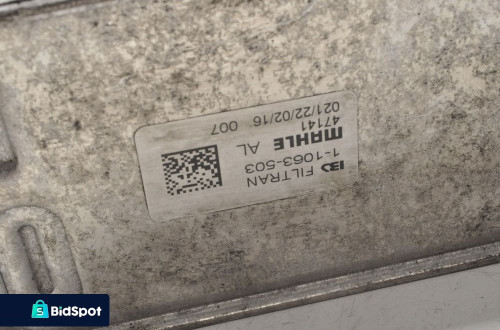 FILTRAN
1-1063-503
MAHLE AL
47141
021/22/02/16 007
BidSpot